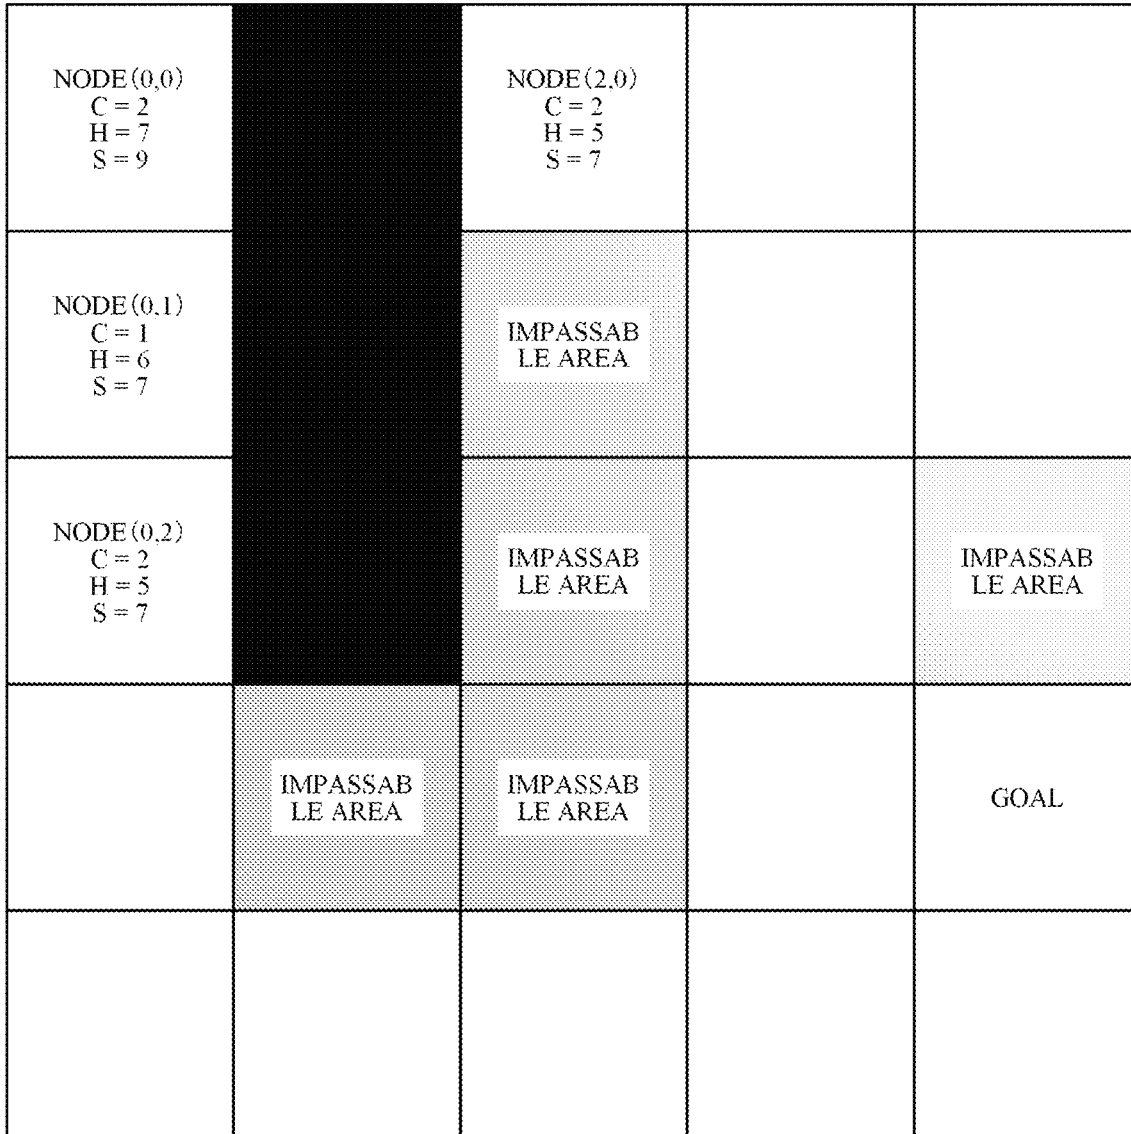 NODE(0,0)
C = 2
H = 7
S = 9
NODE(2,0)
C = 2
H = 5
S = 7
NODE(0,1)
C = 1
H = 6
S = 7
IMPASSAB
LE AREA
NODE(0,2)
C = 2
H = 5
S = 7
IMPASSAB
LE AREA
IMPASSAB
LE AREA
IMPASSAB
LE AREA
IMPASSAB
LE AREA
GOAL